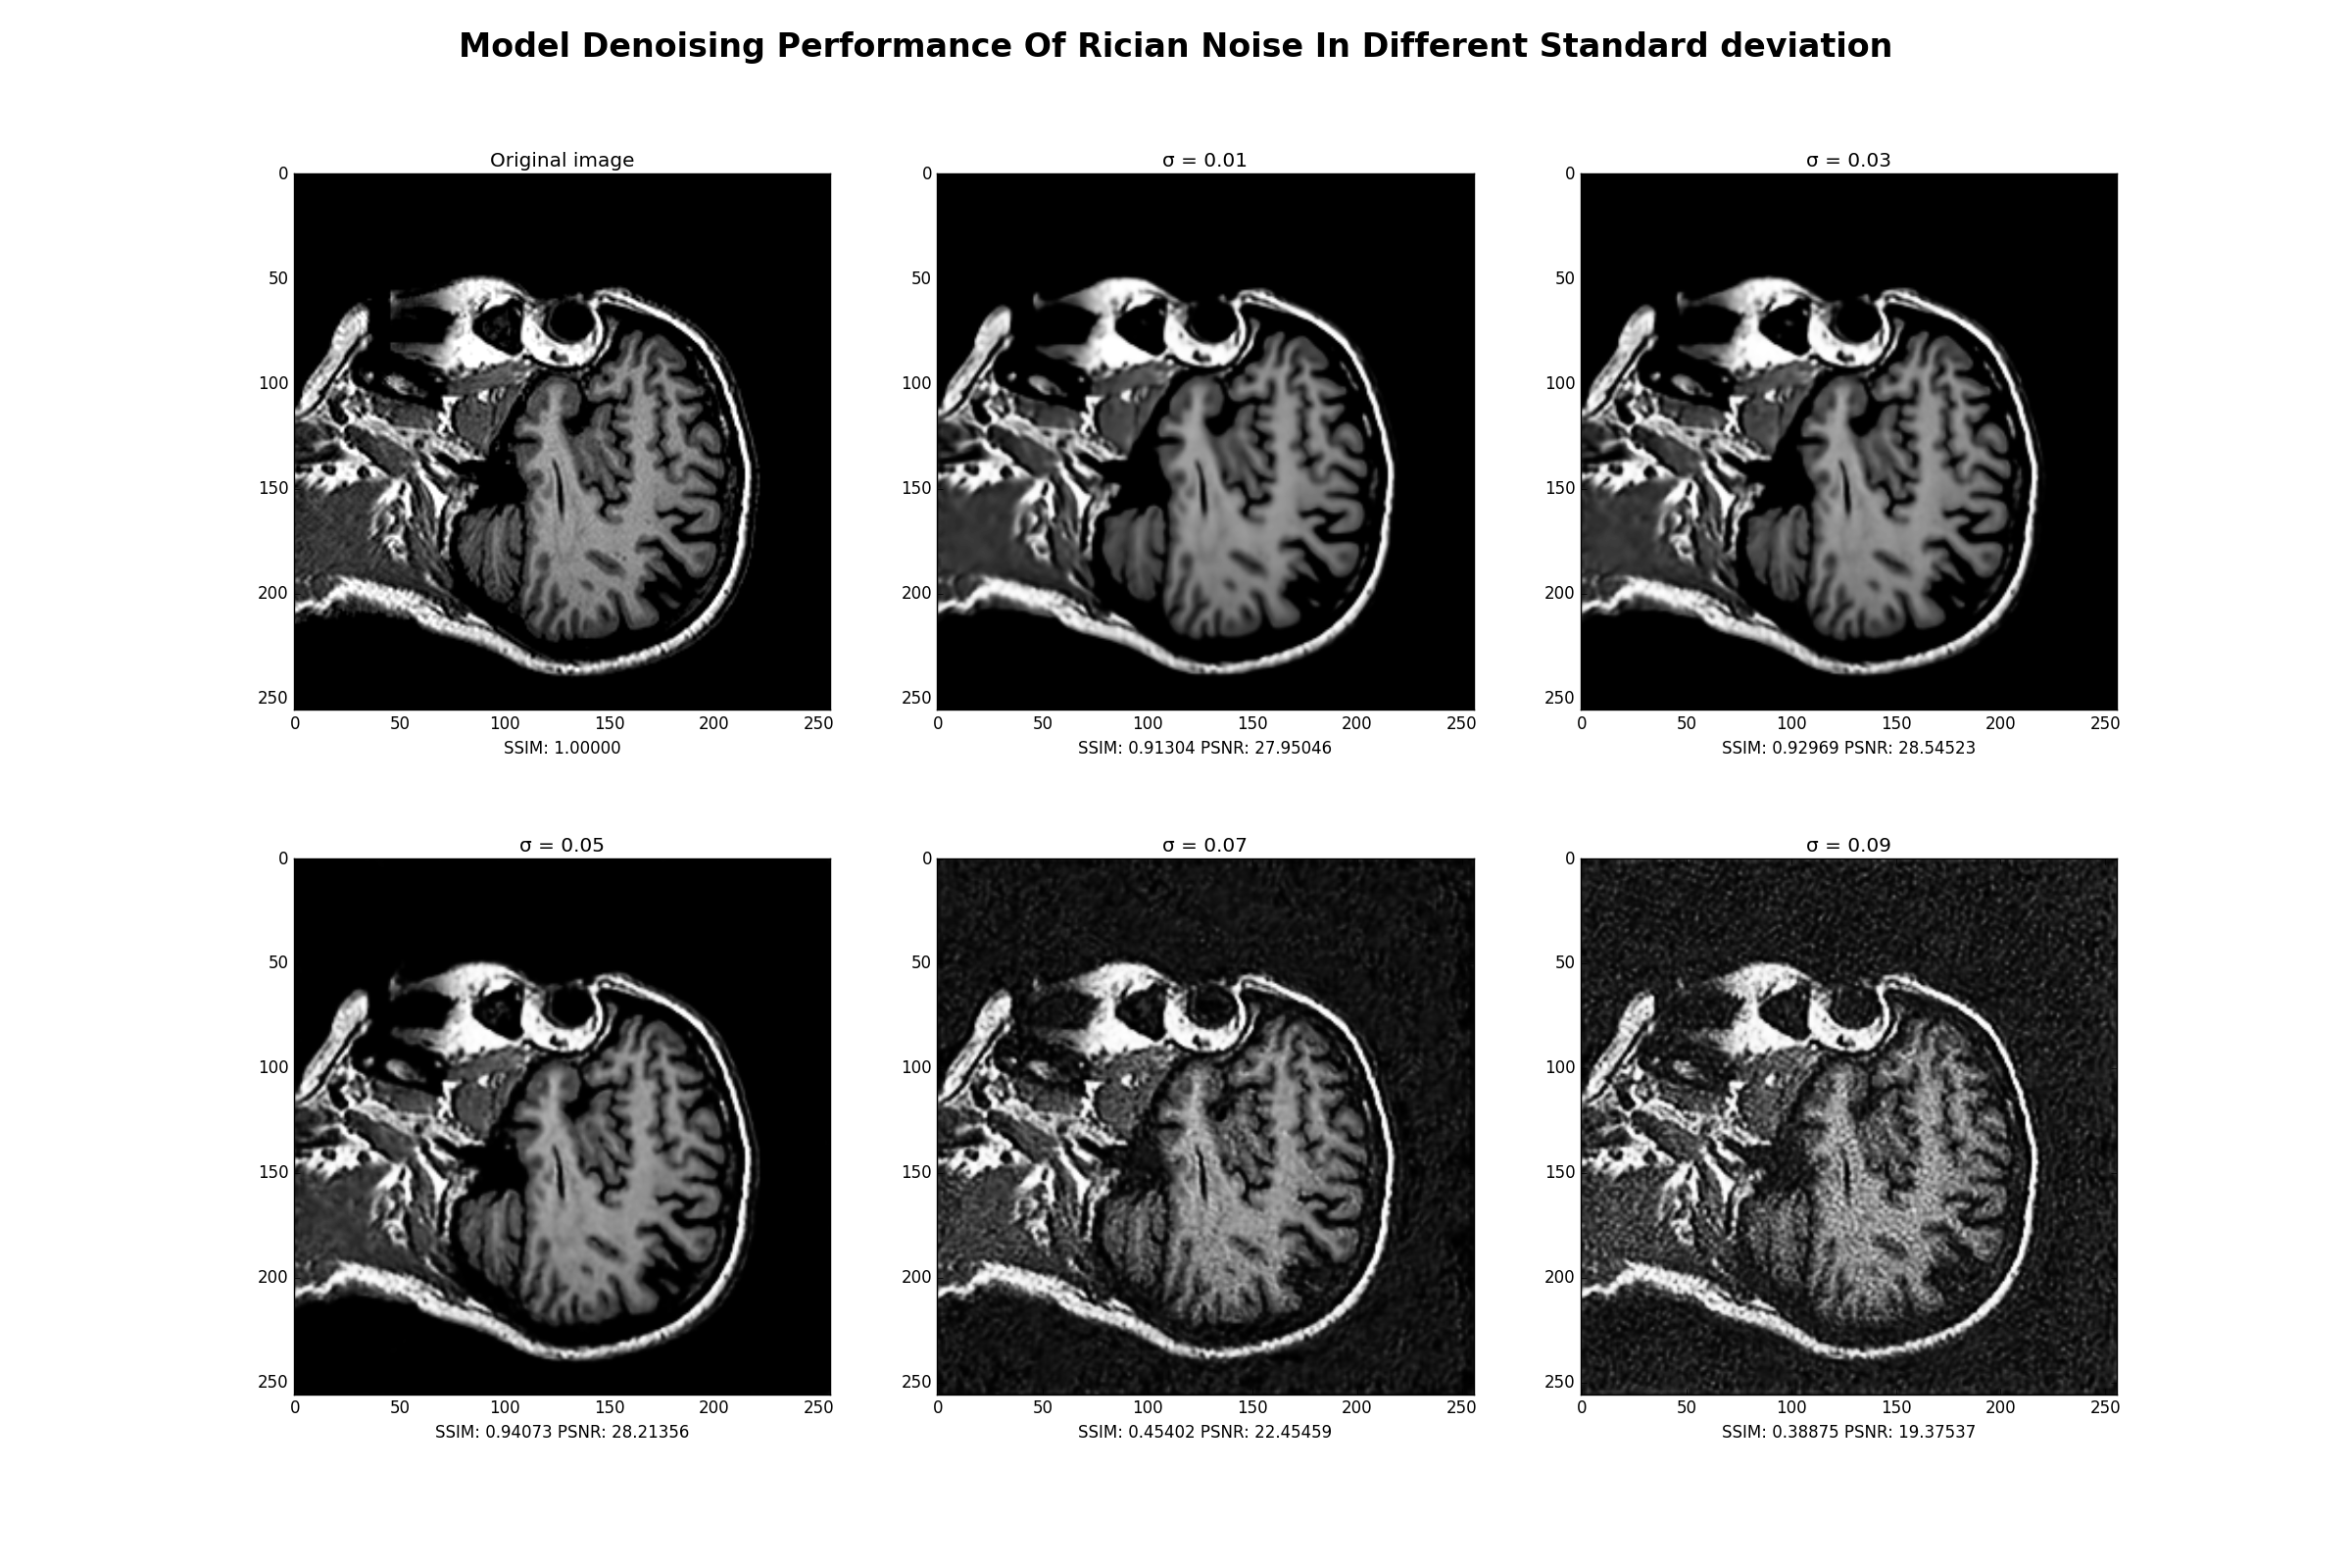 Model Denoising Performance Of Rician Noise In Different Standard deviation
Original image
0
50
100
150
200
250
0 50 100 150 200 250
SSIM: 1.00000
σ = 0.01
0
50
100
150
200
250
0 50 100 150 200 250
SSIM: 0.91304 PSNR: 27.95046
σ = 0.03
0
50
100
150
200
250
0 50 100 150 200 250
SSIM: 0.92969 PSNR: 28.54523
σ = 0.05
0
50
100
150
200
250
0 50 100 150 200 250
SSIM: 0.94073 PSNR: 28.21356
σ = 0.07
0
50
100
150
200
250
0 50 100 150 200 250
SSIM: 0.45402 PSNR: 22.45459
σ = 0.09
0
50
100
150
200
250
0 50 100 150 200 250
SSIM: 0.38875 PSNR: 19.37537